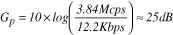 G_p = 10 × log(3.84Mcps / 12.2Kbps) ≈ 25dB